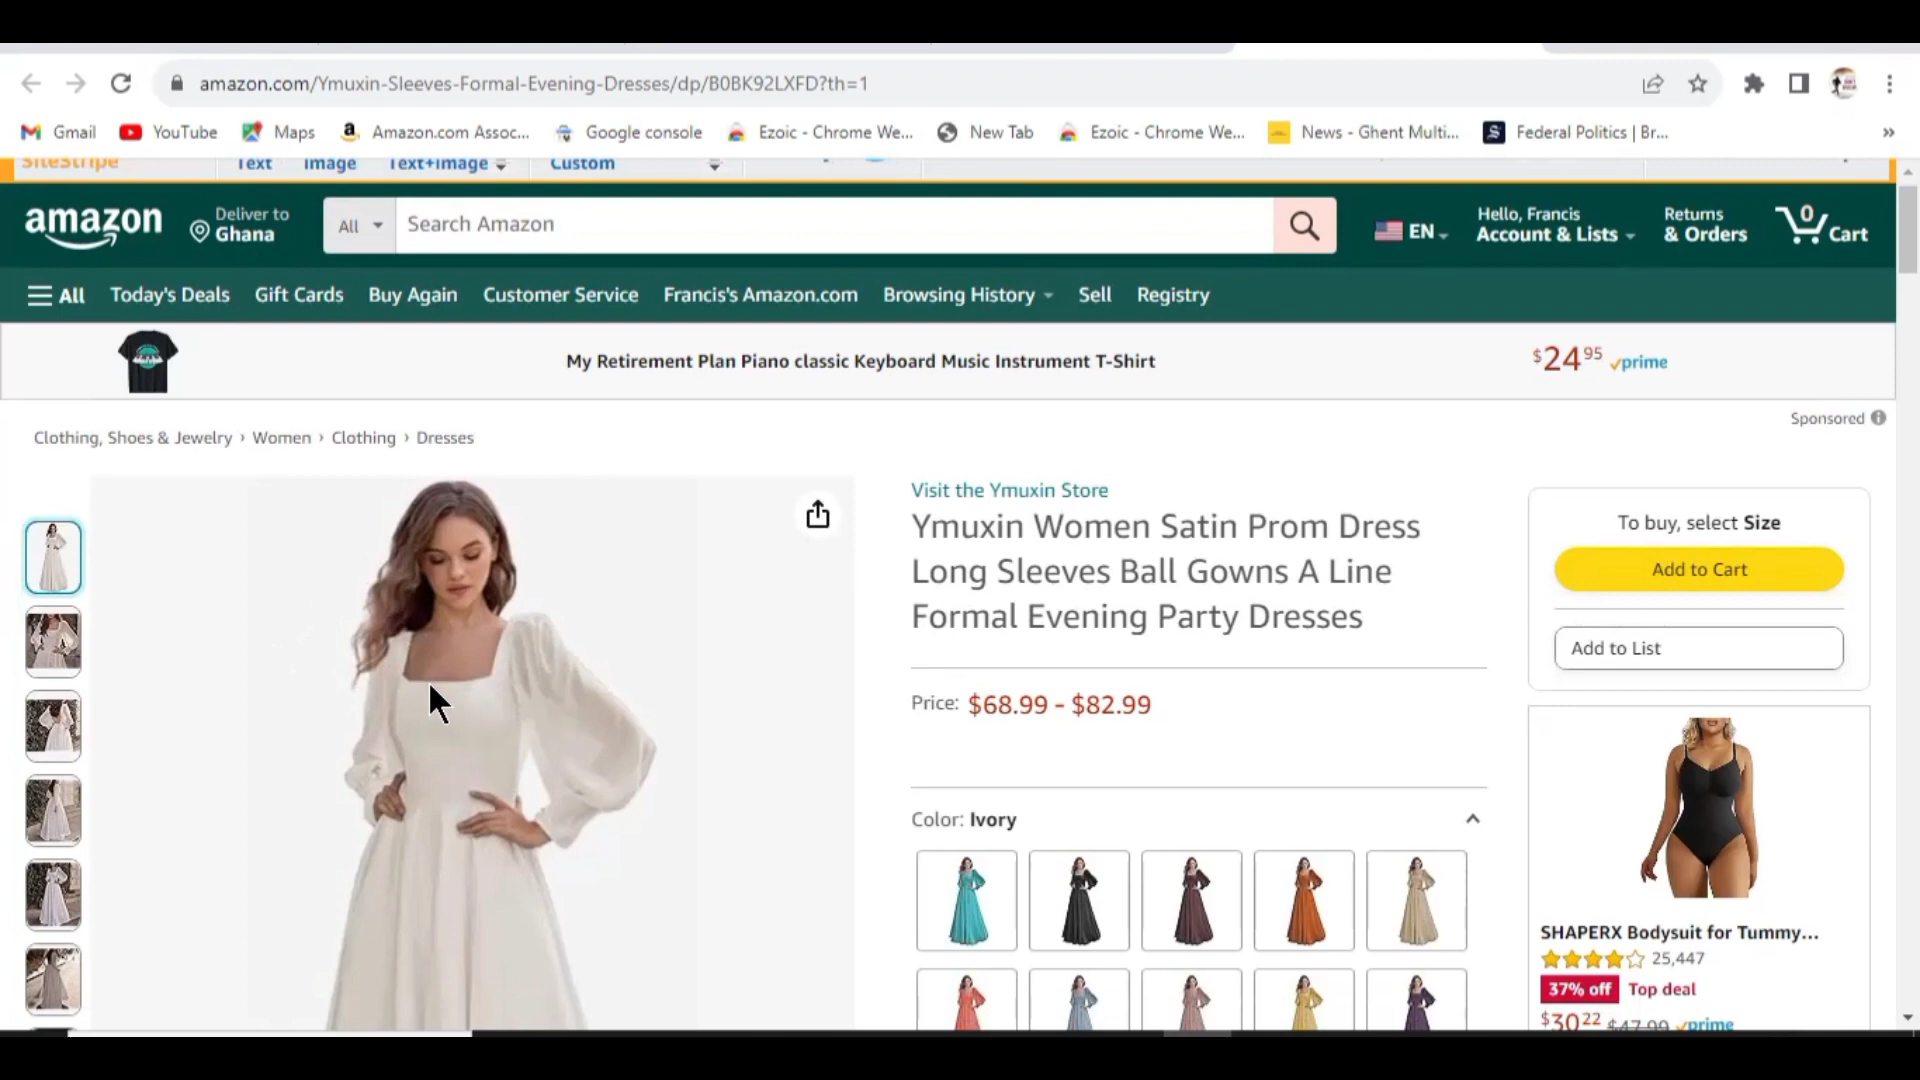 amazon.com/Ymuxin-Sleeves-Formal-Evening-Dresses/dp/B0BK92LXFD?th=1
Gmail YouTube Maps Amazon.com Assoc... Google console Ezoic - Chrome We... New Tab Ezoic - Chrome We... News - Ghent Multi... Federal Politics | Br... »
SiteStripe Text Image Text+Image Custom
amazon Deliver to
Ghana
All Search Amazon
EN
Hello, Francis
Account & Lists
Returns
& Orders
0 Cart
All Today's Deals Gift Cards Buy Again Customer Service Francis's Amazon.com Browsing History Sell Registry
My Retirement Plan Piano classic Keyboard Music Instrument T-Shirt $24 95 prime
Sponsored
Clothing, Shoes & Jewelry › Women › Clothing › Dresses
Visit the Ymuxin Store
Ymuxin Women Satin Prom Dress
Long Sleeves Ball Gowns A Line
Formal Evening Party Dresses
Price: $68.99 - $82.99
Color: Ivory
To buy, select Size
Add to Cart
Add to List
SHAPERX Bodysuit for Tummy...
25,447
37% off Top deal
$30 22 $47.99 prime